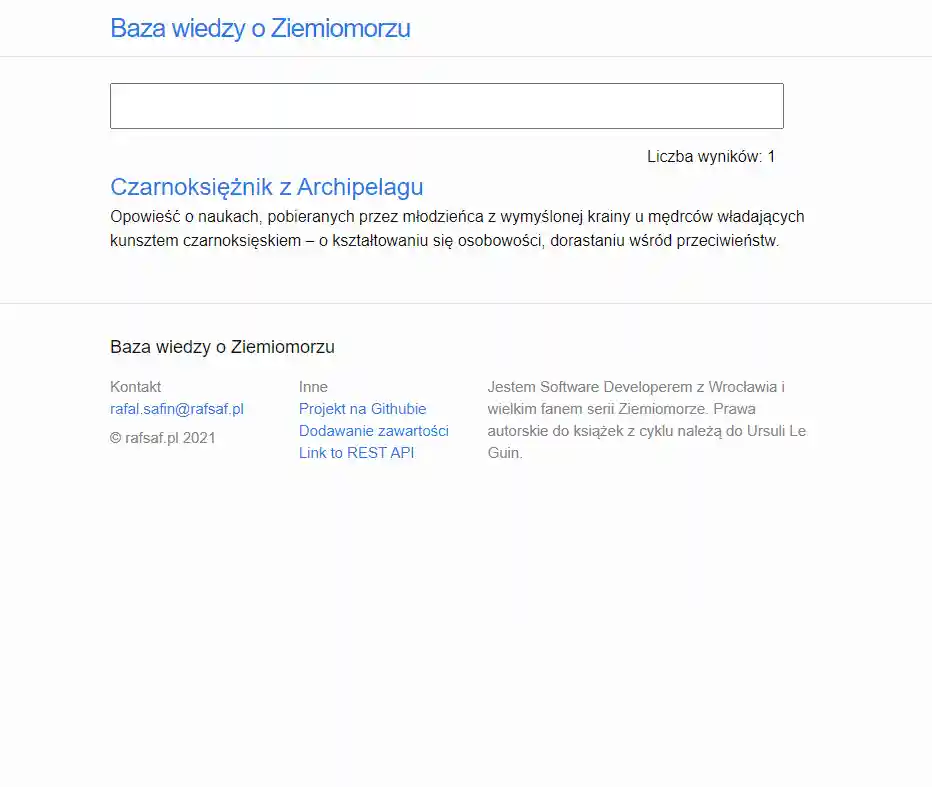 Baza wiedzy o Ziemiomorzu
Liczba wyników: 1
Czarnoksiężnik z Archipelagu
Opowieść o naukach, pobieranych przez młodzieńca z wymyślonej krainy u mędrców władających
kunsztem czarnoksięskiem – o kształtowaniu się osobowości, dorastaniu wśród przeciwieństw.
Baza wiedzy o Ziemiomorzu
Kontakt
rafal.safin@rafsaf.pl
© rafsaf.pl 2021
Inne
Projekt na Githubie
Dodawanie zawartości
Link to REST API
Jestem Software Developerem z Wrocławia i
wielkim fanem serii Ziemiomorze. Prawa
autorskie do książek z cyklu należą do Ursuli Le
Guin.